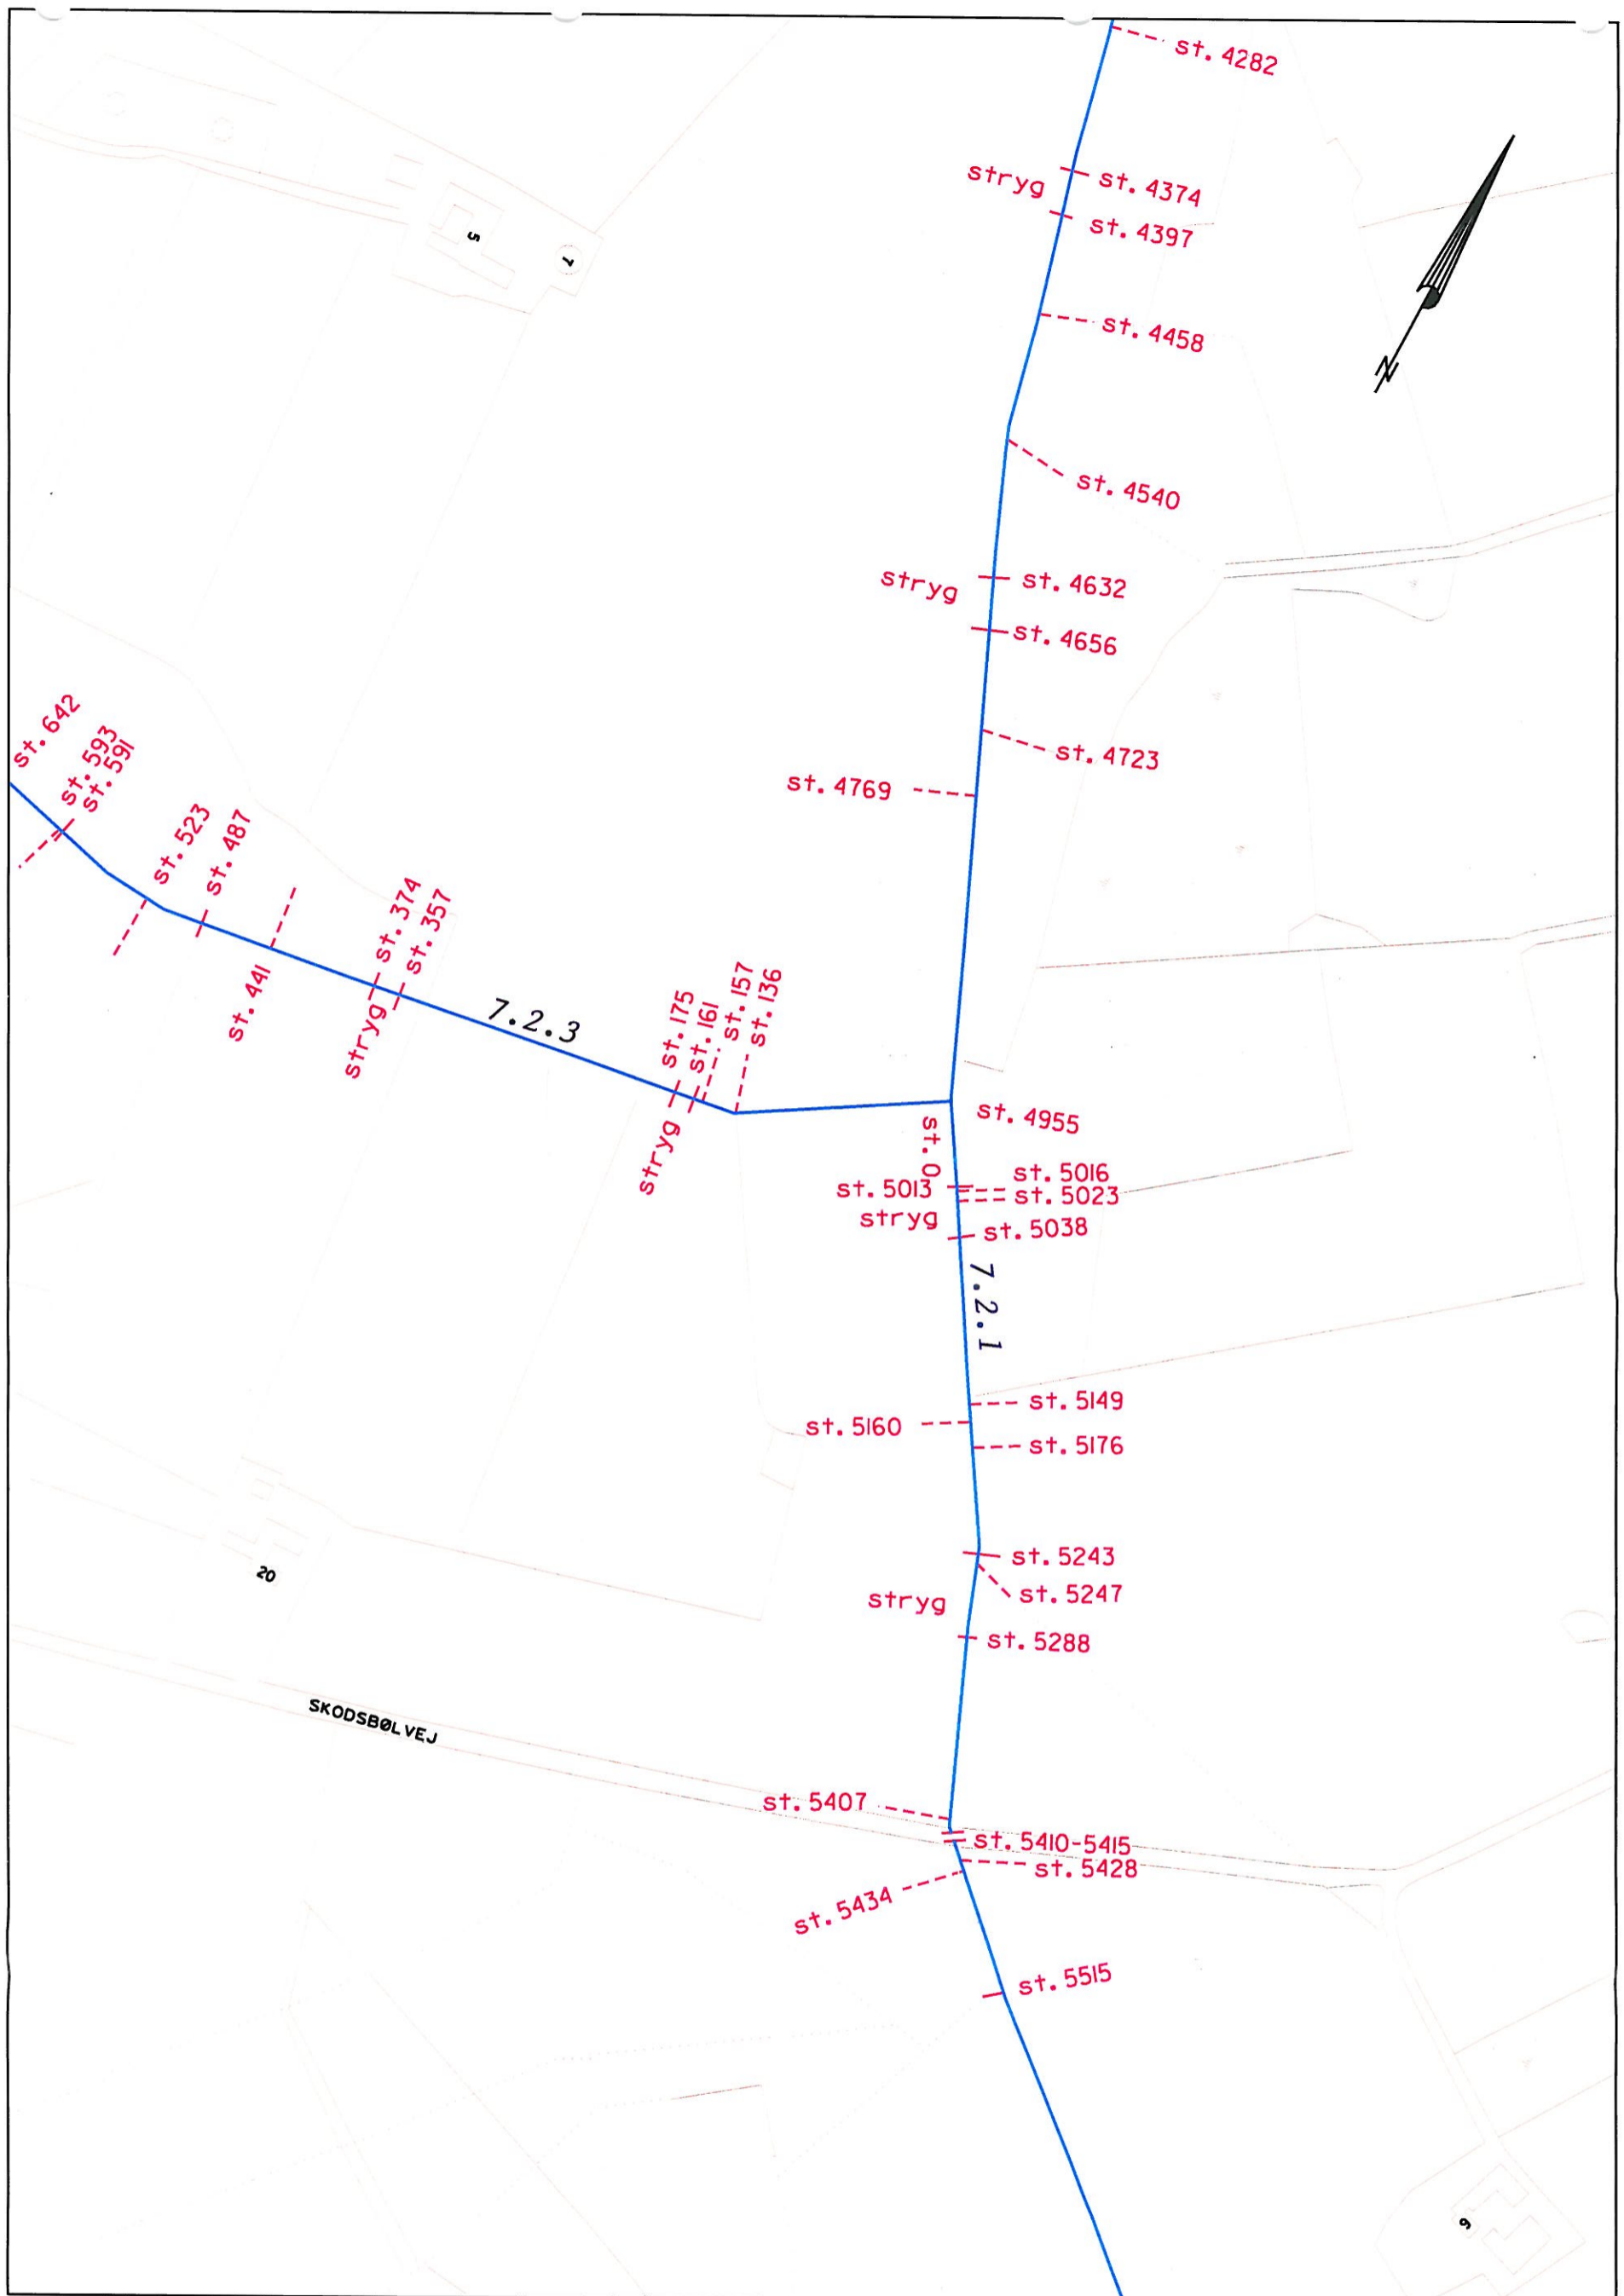 st. 4282
stryg
st. 4374
st. 4397
N
5
7
st. 4458
st. 4540
stryg
st. 4632
st. 4656
st. 4723
st. 4769
st. 642
st. 593
st. 591
st. 523
st. 487
st. 441
st. 374
st. 357
stryg
7.2.3
st. 175
st. 161
st. 157
st. 136
stryg
st. 4955
st. 0
st. 5016
st. 5013
st. 5023
stryg
st. 5038
7.2.1
st. 5149
st. 5160
st. 5176
st. 5243
st. 5247
stryg
st. 5288
20
SKODSBØLVEJ
st. 5407
st. 5410-5415
st. 5428
st. 5434
st. 5515